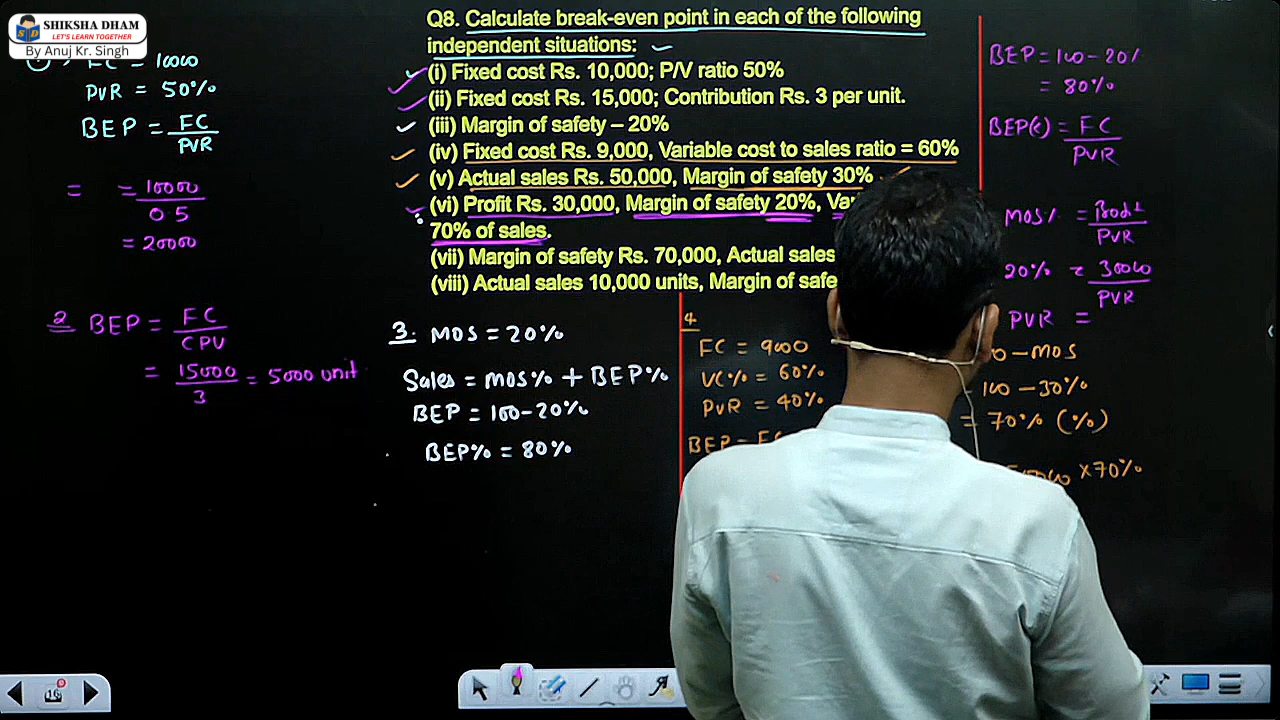 SHIKSHA DHAM
LET'S LEARN TOGETHER
By Anuj Kr. Singh
Q8. Calculate break-even point in each of the following
independent situations:
(i) Fixed cost Rs. 10,000; P/V ratio 50%
(ii) Fixed cost Rs. 15,000; Contribution Rs. 3 per unit.
(iii) Margin of safety – 20%
(iv) Fixed cost Rs. 9,000, Variable cost to sales ratio = 60%
(v) Actual sales Rs. 50,000, Margin of safety 30%
(vi) Profit Rs. 30,000, Margin of safety 20%,
70% of sales.
(vii) Margin of safety Rs. 70,000, Actual sales
(viii) Actual sales 10,000 units, Margin of
FC = 10000
PVR = 50%
BEP = FC
PVR
= = 10000
0 5
= 20000
2 BEP = FC
CPU
= 15000 = 5000 unit
3
3. MOS = 20%
Sales = MOS% + BEP%
BEP = 100-20%
BEP% = 80%
4.
FC = 9000
VC% = 60%
PVR = 40%
BEP = FC
BEP = 100-20%
= 80%
BEP(₹) = FC
PVR
MOS% = Profit
PVR
20% = 30000
PVR
PVR =
-MOS
100 - 30%
= 70% (%)
×70%
16